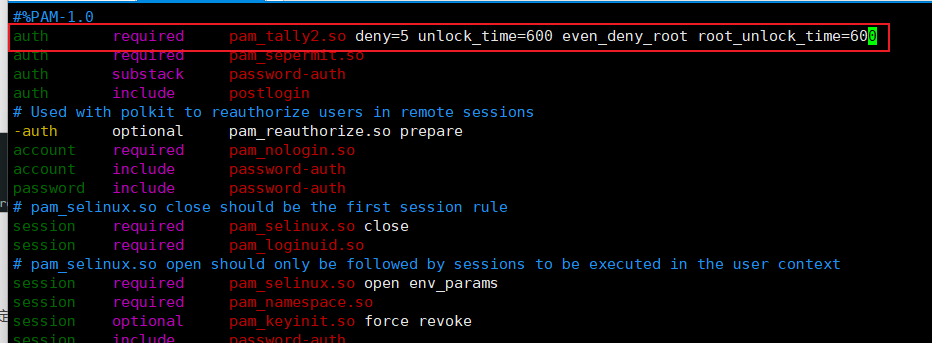 #%PAM-1.0
auth required pam_tally2.so deny=5 unlock_time=600 even_deny_root root_unlock_time=600
auth required pam_sepermit.so
auth substack password-auth
auth include postlogin
# Used with polkit to reauthorize users in remote sessions
-auth optional pam_reauthorize.so prepare
account required pam_nologin.so
account include password-auth
password include password-auth
# pam_selinux.so close should be the first session rule
session required pam_selinux.so close
session required pam_loginuid.so
# pam_selinux.so open should only be followed by sessions to be executed in the user context
session required pam_selinux.so open env_params
session required pam_namespace.so
session optional pam_keyinit.so force revoke
session include password-auth